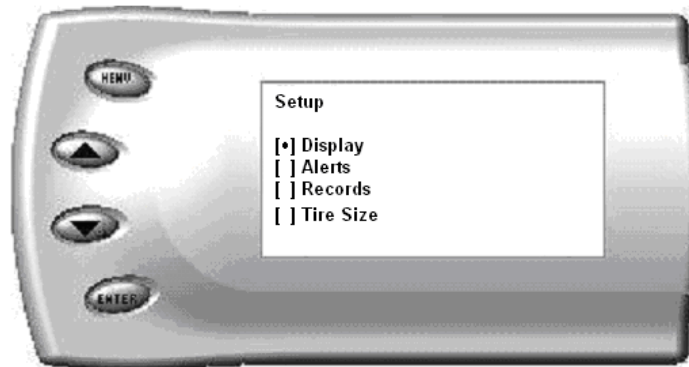 MENU
Setup
[•] Display
[ ] Alerts
[ ] Records
[ ] Tire Size
ENTER